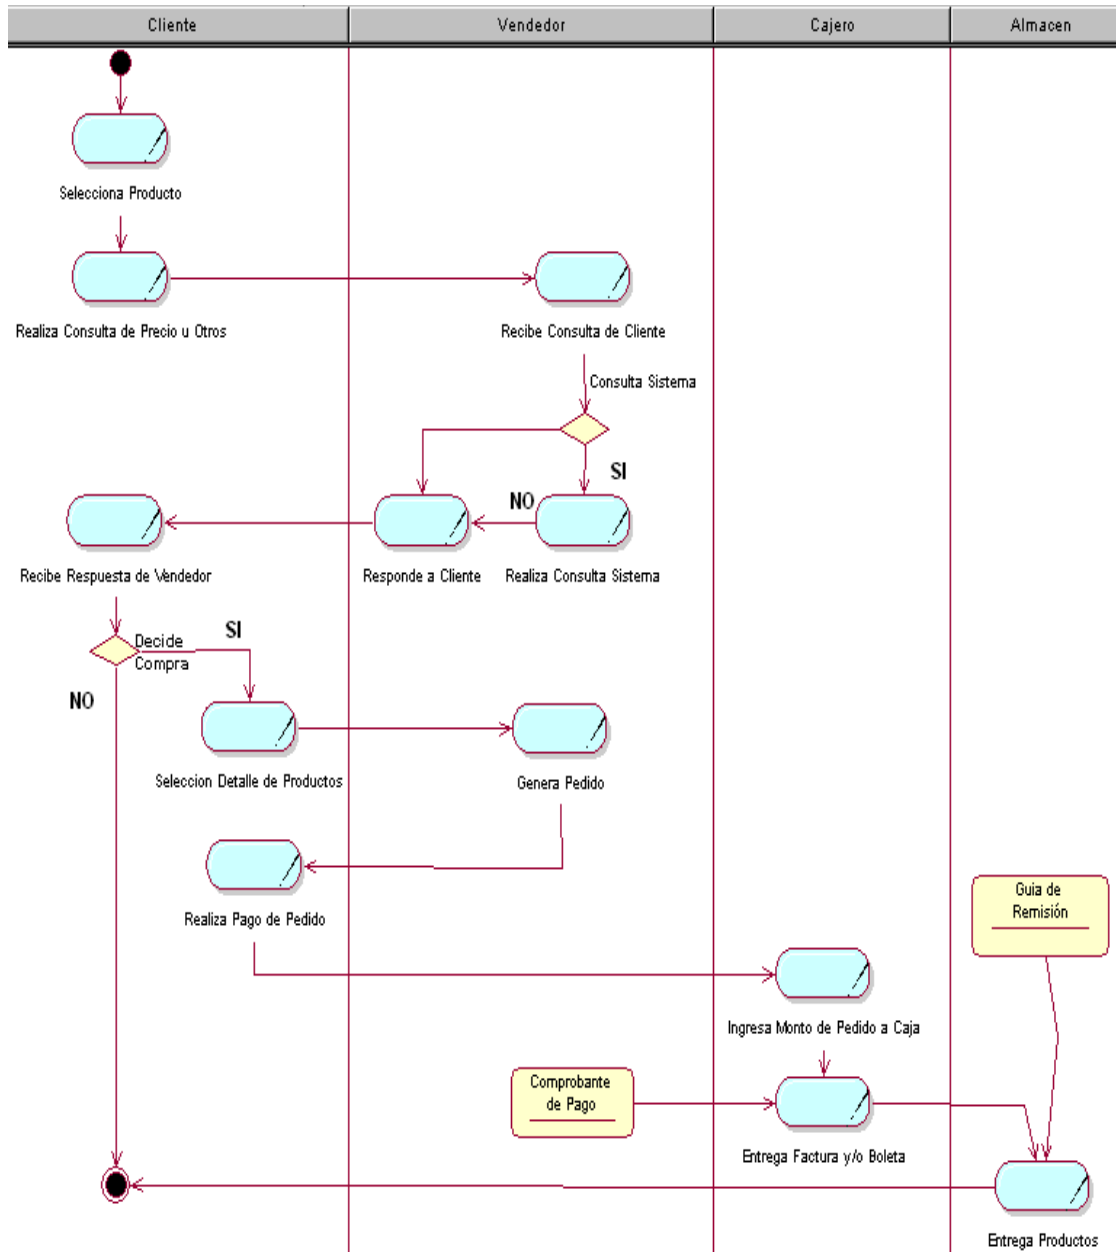 Cliente
Vendedor
Cajero
Almacen
Selecciona Producto
Realiza Consulta de Precio u Otros
Recibe Consulta de Cliente
Consulta Sistema
SI
NO
Recibe Respuesta de Vendedor
Responde a Cliente
Realiza Consulta Sistema
Decide
Compra
SI
NO
Seleccion Detalle de Productos
Genera Pedido
Realiza Pago de Pedido
Guia de
Remisión
Ingresa Monto de Pedido a Caja
Comprobante
de Pago
Entrega Factura y/o Boleta
Entrega Productos